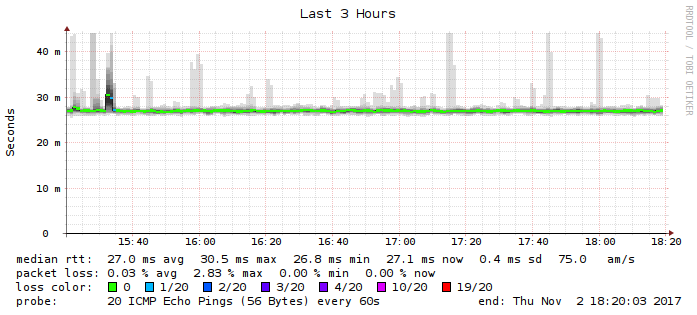 Last 3 Hours
RRDTOOL / TOBI OETIKER
Seconds
40 m
30 m
20 m
10 m
0
15:40 16:00 16:20 16:40 17:00 17:20 17:40 18:00 18:20
median rtt: 27.0 ms avg 30.5 ms max 26.8 ms min 27.1 ms now 0.4 ms sd 75.0 am/s
packet loss: 0.03 % avg 2.83 % max 0.00 % min 0.00 % now
loss color: 0 1/20 2/20 3/20 4/20 10/20 19/20
probe: 20 ICMP Echo Pings (56 Bytes) every 60s end: Thu Nov 2 18:20:03 2017